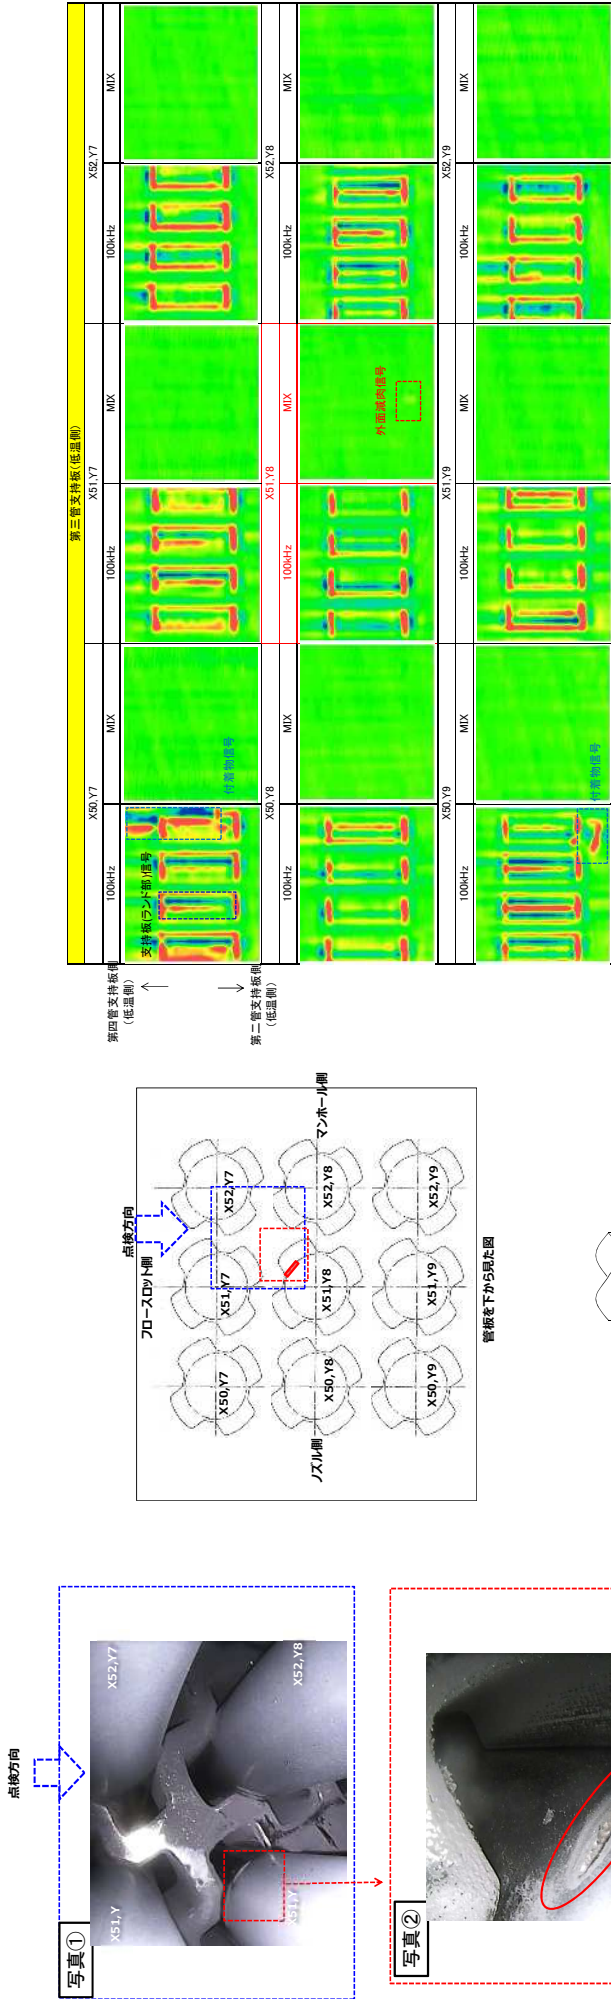 点検方向
写真①
X51,Y
X52,Y7
X51,Y
X52,Y8
写真②
フロースロット側
点検方向
X50,Y7
X51,Y7
X52,Y7
ノズル側
X50,Y8
X51,Y8
X52,Y8
マンホール側
X50,Y9
X51,Y9
X52,Y9
管板を下から見た図
第三管支持板(低温側)
第四管支持板側
(低温側)
第二管支持板側
(低温側)
X50,Y7
X51,Y7
X52,Y7
100kHz
MIX
100kHz
MIX
100kHz
MIX
支持板(ランド部)信号
付着物信号
X50,Y8
X51,Y8
X52,Y8
100kHz
MIX
100kHz
MIX
100kHz
MIX
外面減肉信号
X50,Y9
X51,Y9
X52,Y9
100kHz
MIX
100kHz
MIX
100kHz
MIX
付着物信号